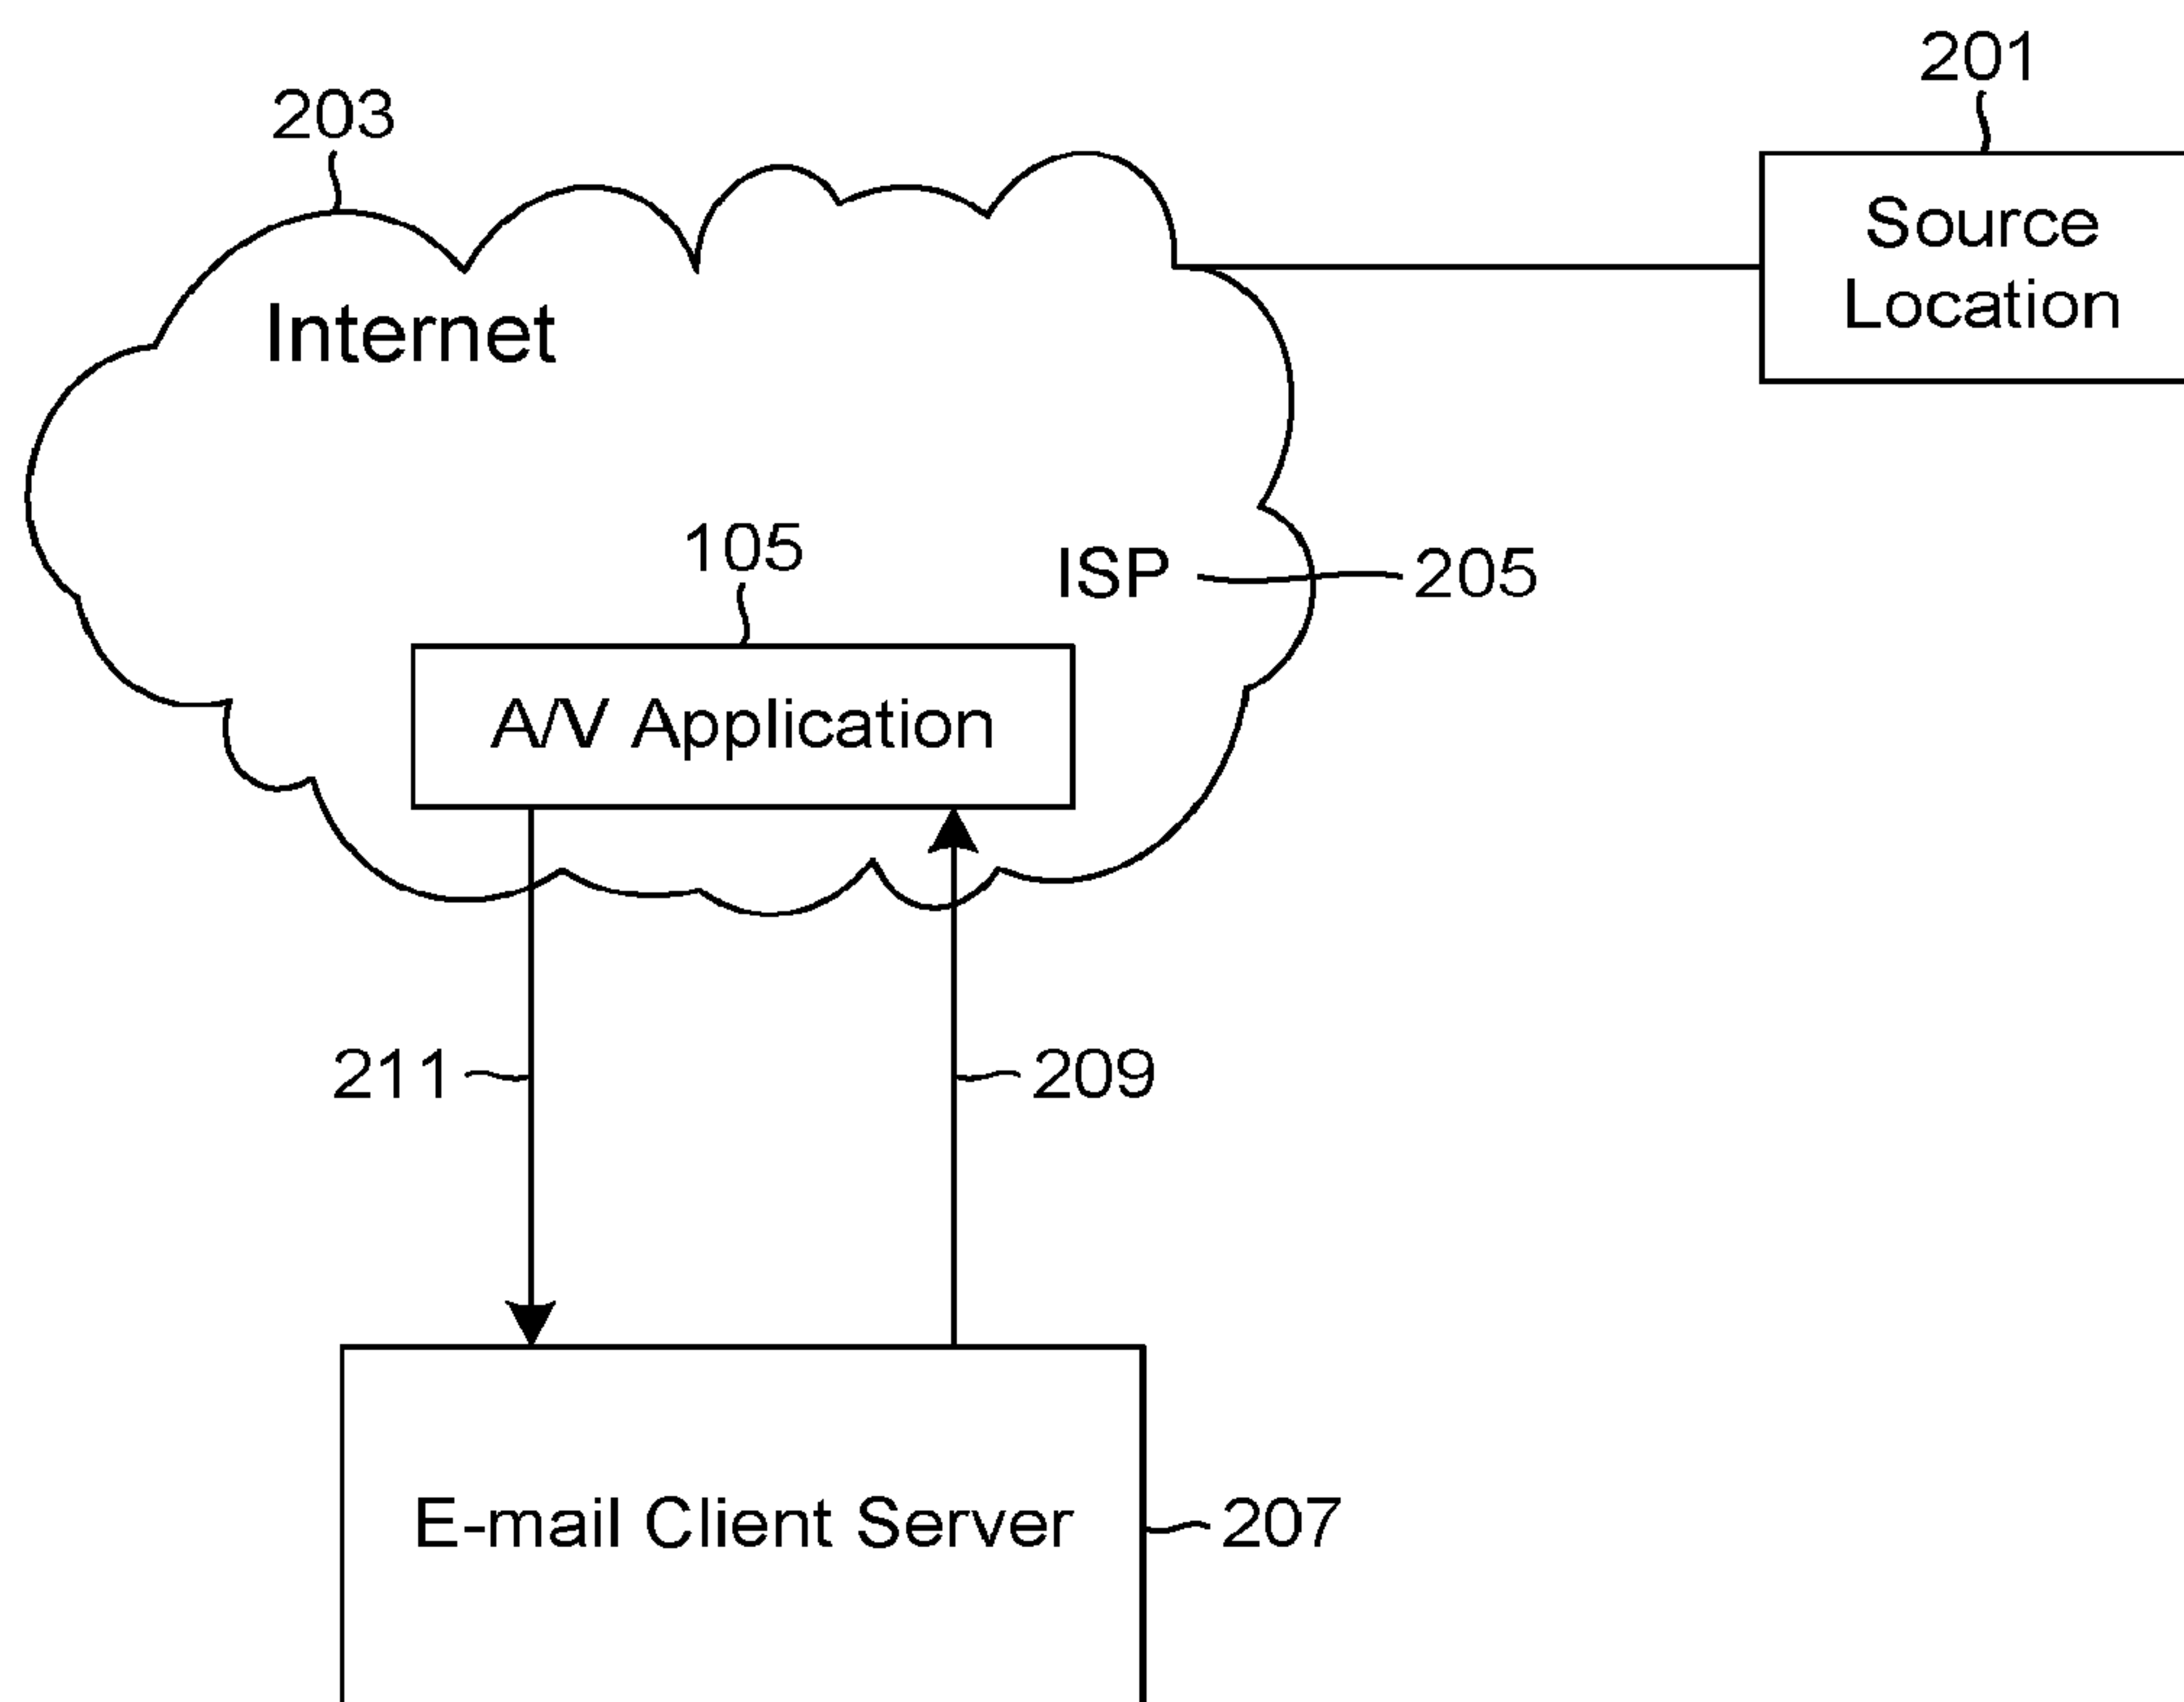 201
203
Source
Location
Internet
105
ISP
205
A/V Application
211
209
E-mail Client Server
207